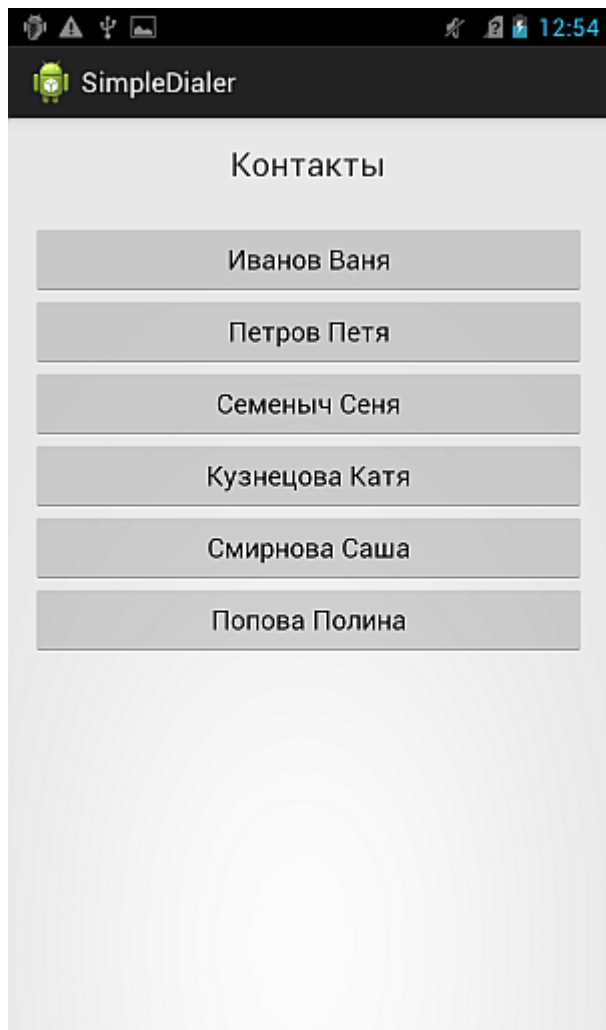 12:54
SimpleDialer
Контакты
Иванов Ваня
Петров Петя
Семеныч Сеня
Кузнецова Катя
Смирнова Саша
Попова Полина